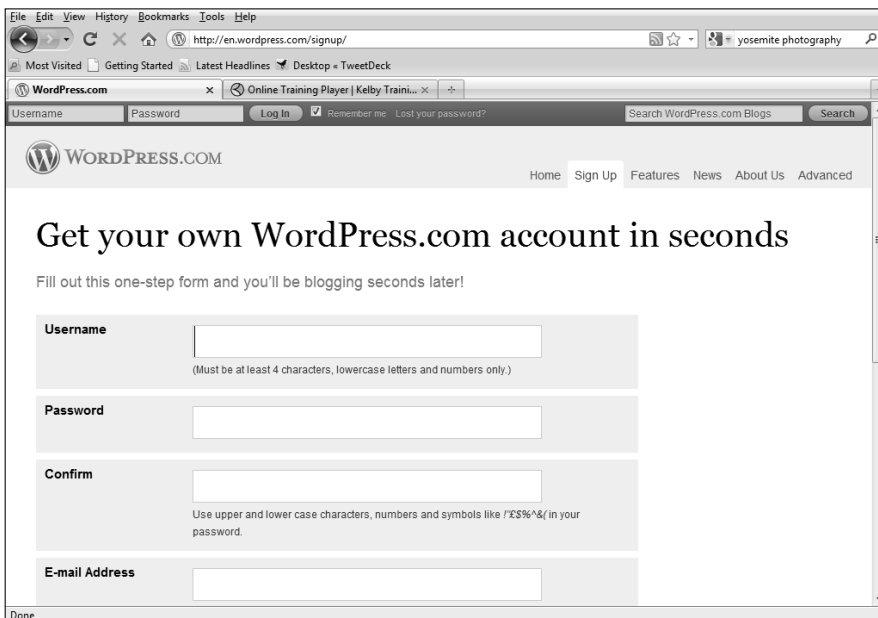 File Edit View History Bookmarks Tools Help
http://en.wordpress.com/signup/
yosemite photography
Most Visited Getting Started Latest Headlines Desktop « TweetDeck
WordPress.com
Online Training Player | Kelby Traini...
Username Password Log In Remember me Lost your password? Search WordPress.com Blogs Search
WORDPRESS.COM
Home Sign Up Features News About Us Advanced
Get your own WordPress.com account in seconds
Fill out this one-step form and you'll be blogging seconds later!
Username
(Must be at least 4 characters, lowercase letters and numbers only.)
Password
Confirm
Use upper and lower case characters, numbers and symbols like !"£$%^&( in your
password.
E-mail Address
Done